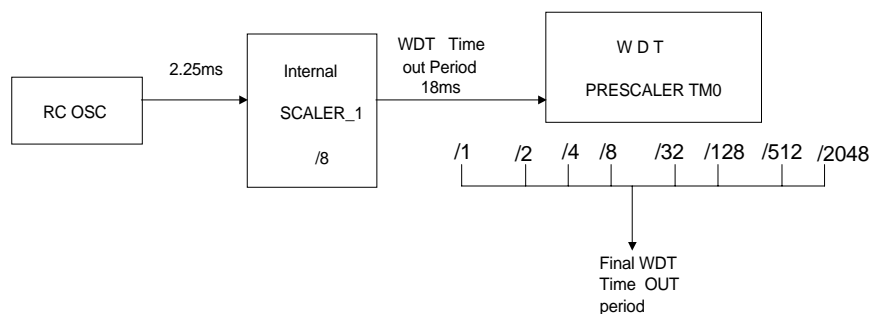 RC OSC
2.25ms
Internal
SCALER_1
/8
WDT Time
out Period
18ms
W D T
PRESCALER TM0
/1 /2 /4 /8 /32 /128 /512 /2048
Final WDT
Time OUT
period